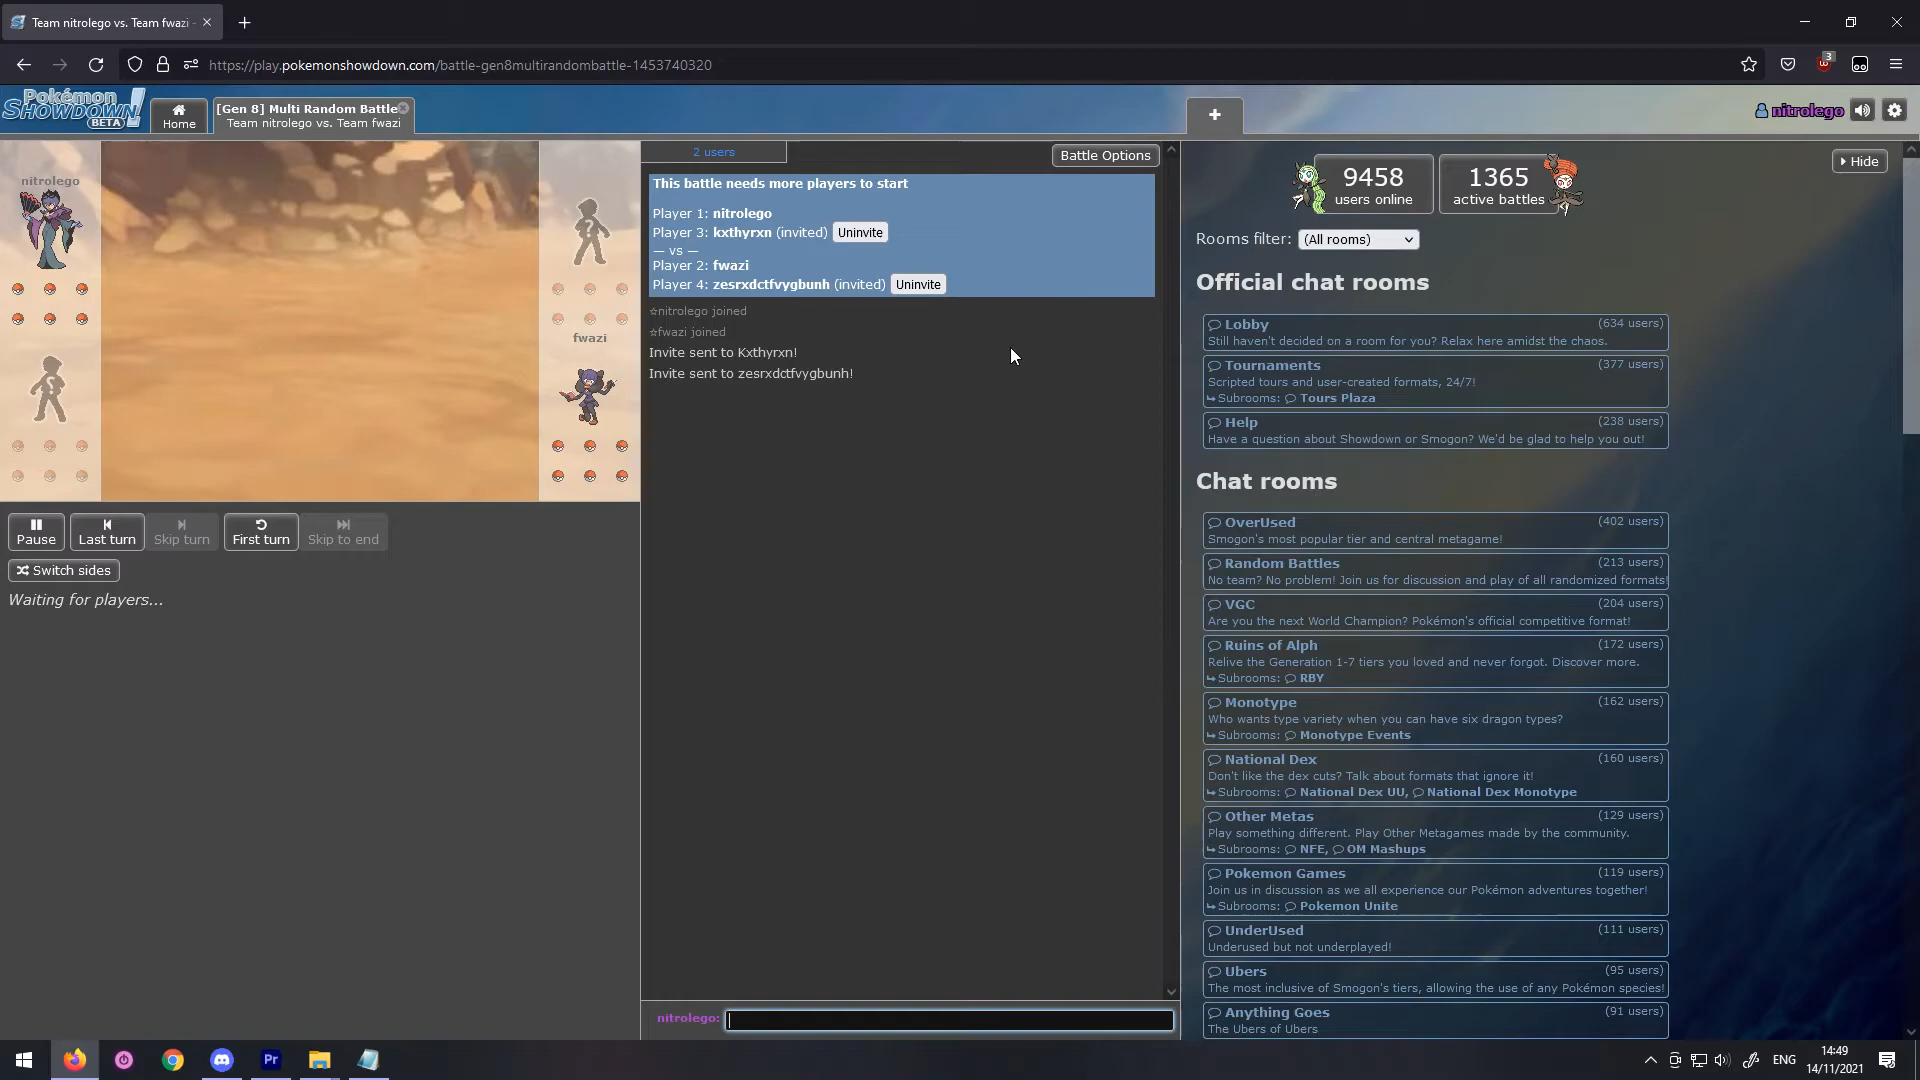 Team nitrolego vs. Team fwazi -
https://play.pokemonshowdown.com/battle-gen8multirandombattle-1453740320
3
Pokémon
SHOWDOWN!
BETA
Home
[Gen 8] Multi Random Battle
Team nitrolego vs. Team fwazi
nitrolego
nitrolego
fwazi
Pause
Last turn
Skip turn
First turn
Skip to end
Switch sides
Waiting for players...
2 users
Battle Options
This battle needs more players to start
Player 1: nitrolego
Player 3: kxthyrxn (invited) Uninvite
— vs —
Player 2: fwazi
Player 4: zesrxdctfvygbunh (invited) Uninvite
☆nitrolego joined
☆fwazi joined
Invite sent to Kxthyrxn!
Invite sent to zesrxdctfvygbunh!
nitrolego:
Hide
9458
users online
1365
active battles
Rooms filter: (All rooms)
Official chat rooms
Lobby (634 users)
Still haven't decided on a room for you? Relax here amidst the chaos.
Tournaments (377 users)
Scripted tours and user-created formats, 24/7!
Subrooms: Tours Plaza
Help (238 users)
Have a question about Showdown or Smogon? We'd be glad to help you out!
Chat rooms
OverUsed (402 users)
Smogon's most popular tier and central metagame!
Random Battles (213 users)
No team? No problem! Join us for discussion and play of all randomized formats!
VGC (204 users)
Are you the next World Champion? Pokémon's official competitive format!
Ruins of Alph (172 users)
Relive the Generation 1-7 tiers you loved and never forgot. Discover more.
Subrooms: RBY
Monotype (162 users)
Who wants type variety when you can have six dragon types?
Subrooms: Monotype Events
National Dex (160 users)
Don't like the dex cuts? Talk about formats that ignore it!
Subrooms: National Dex UU, National Dex Monotype
Other Metas (129 users)
Play something different. Play Other Metagames made by the community.
Subrooms: NFE, OM Mashups
Pokemon Games (119 users)
Join us in discussion as we all experience our Pokémon adventures together!
Subrooms: Pokemon Unite
UnderUsed (111 users)
Underused but not underplayed!
Ubers (95 users)
The most inclusive of Smogon's tiers, allowing the use of any Pokémon species!
Anything Goes (91 users)
The Ubers of Ubers
Pr
ENG
14:49
14/11/2021